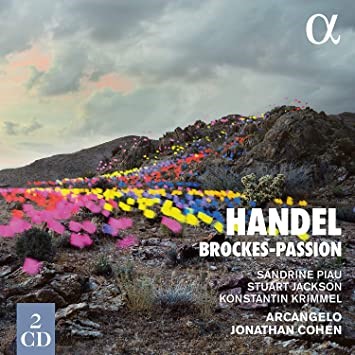 α
HANDEL
BROCKES-PASSION
SANDRINE PIAU
STUART JACKSON
KONSTANTIN KRIMMEL
ARCANGELO
JONATHAN COHEN
2
CD